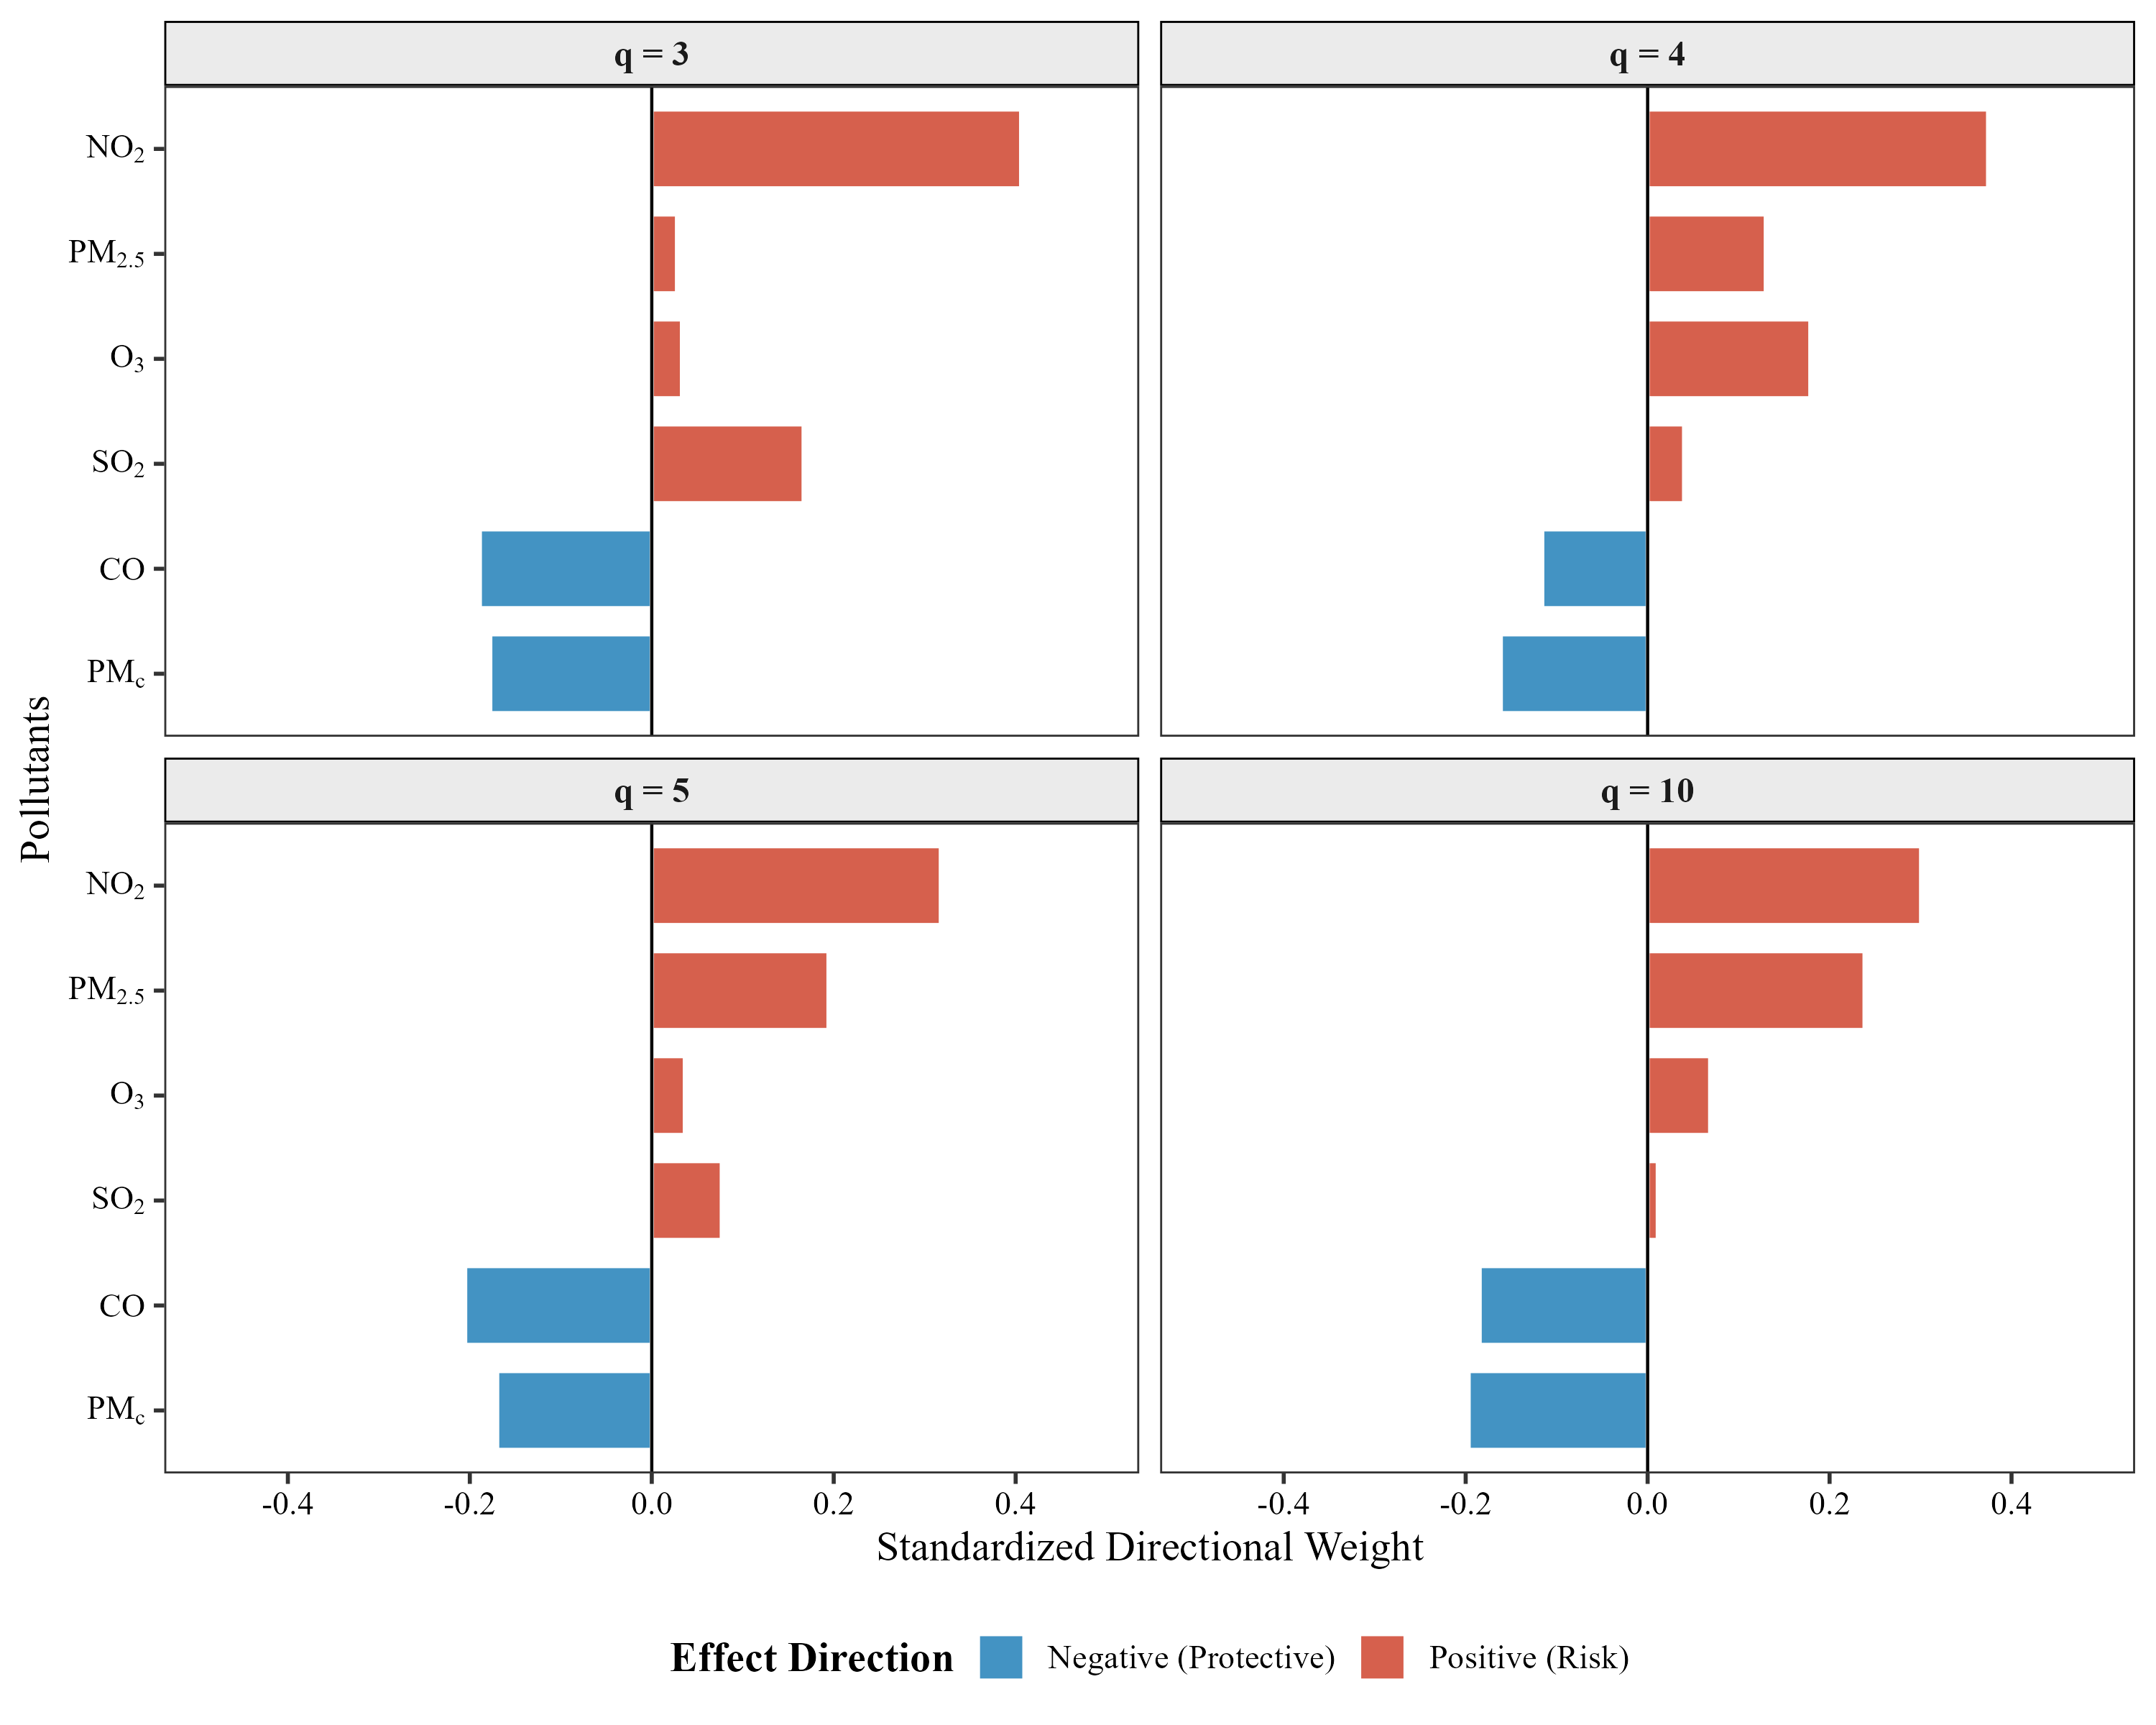 q = 3
q = 4
NO₂
PM₂.₅
O₃
SO₂
CO
PM꜀
q = 5
q = 10
Pollutants
NO₂
PM₂.₅
O₃
SO₂
CO
PM꜀
-0.4 -0.2 0.0 0.2 0.4
-0.4 -0.2 0.0 0.2 0.4
Standardized Directional Weight
Effect Direction Negative (Protective) Positive (Risk)